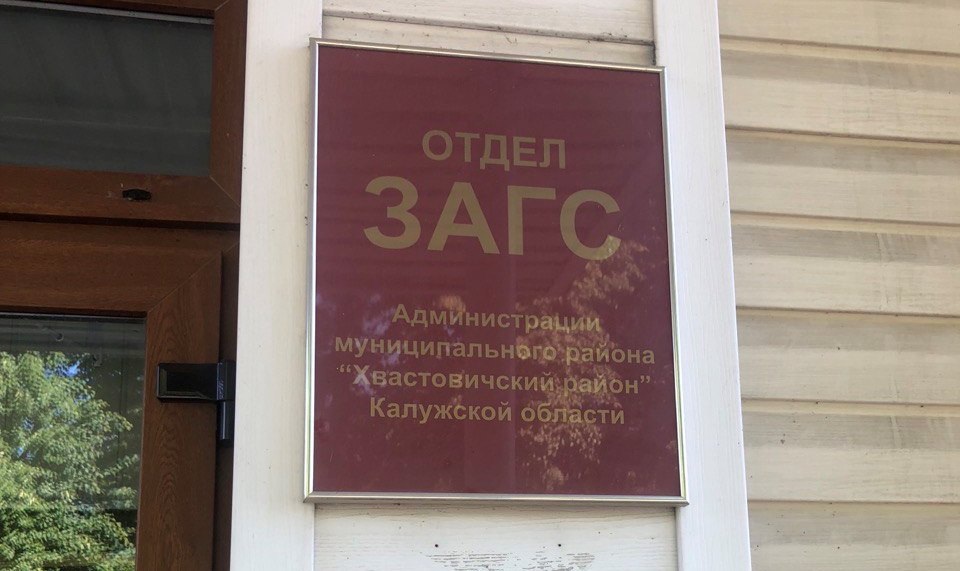 ОТДЕЛ
ЗАГС
Администрации
муниципального района
“Хвастовичский район”
Калужской области